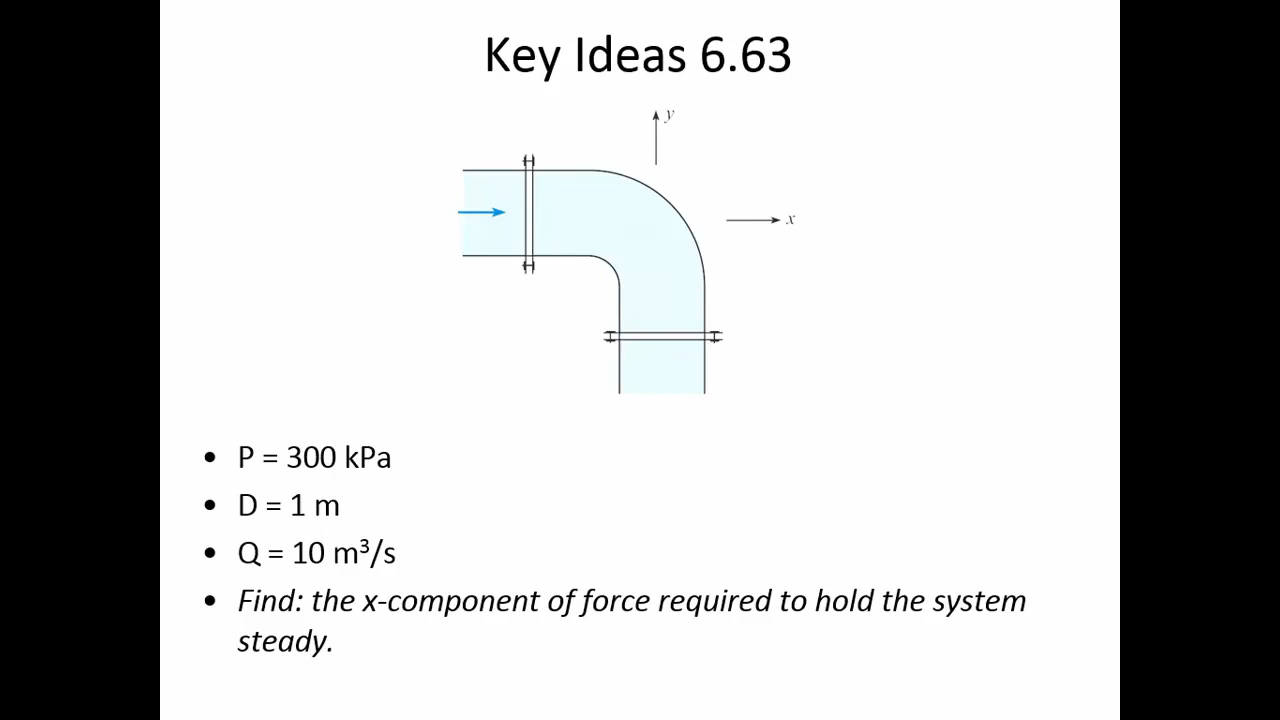 Key Ideas 6.63
y
x
• P = 300 kPa
• D = 1 m
• Q = 10 m³/s
• Find: the x-component of force required to hold the system
steady.